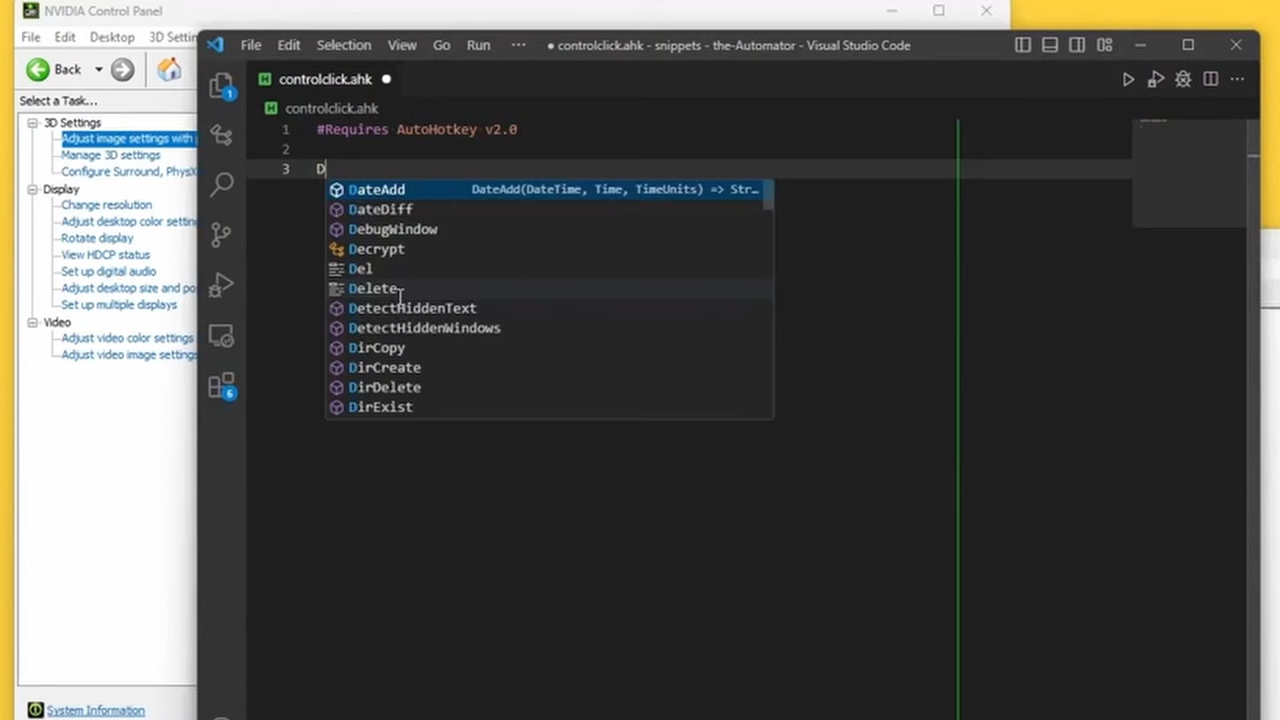 NVIDIA Control Panel
File Edit Desktop 3D Settin
Back
Select a Task...
3D Settings
Adjust image settings with
Manage 3D settings
Configure Surround, PhysX
Display
Change resolution
Adjust desktop color setting
Rotate display
View HDCP status
Set up digital audio
Adjust desktop size and po
Set up multiple displays
Video
Adjust video color settings
Adjust video image settings
System Information
File Edit Selection View Go Run ··· ● controlclick.ahk - snippets - the-Automator - Visual Studio Code
controlclick.ahk
controlclick.ahk
1 #Requires AutoHotkey v2.0
2
3 D
DateAdd DateAdd(DateTime, Time, TimeUnits) => Str…
DateDiff
DebugWindow
Decrypt
Del
Delete
DetectHiddenText
DetectHiddenWindows
DirCopy
DirCreate
DirDelete
DirExist
1
6